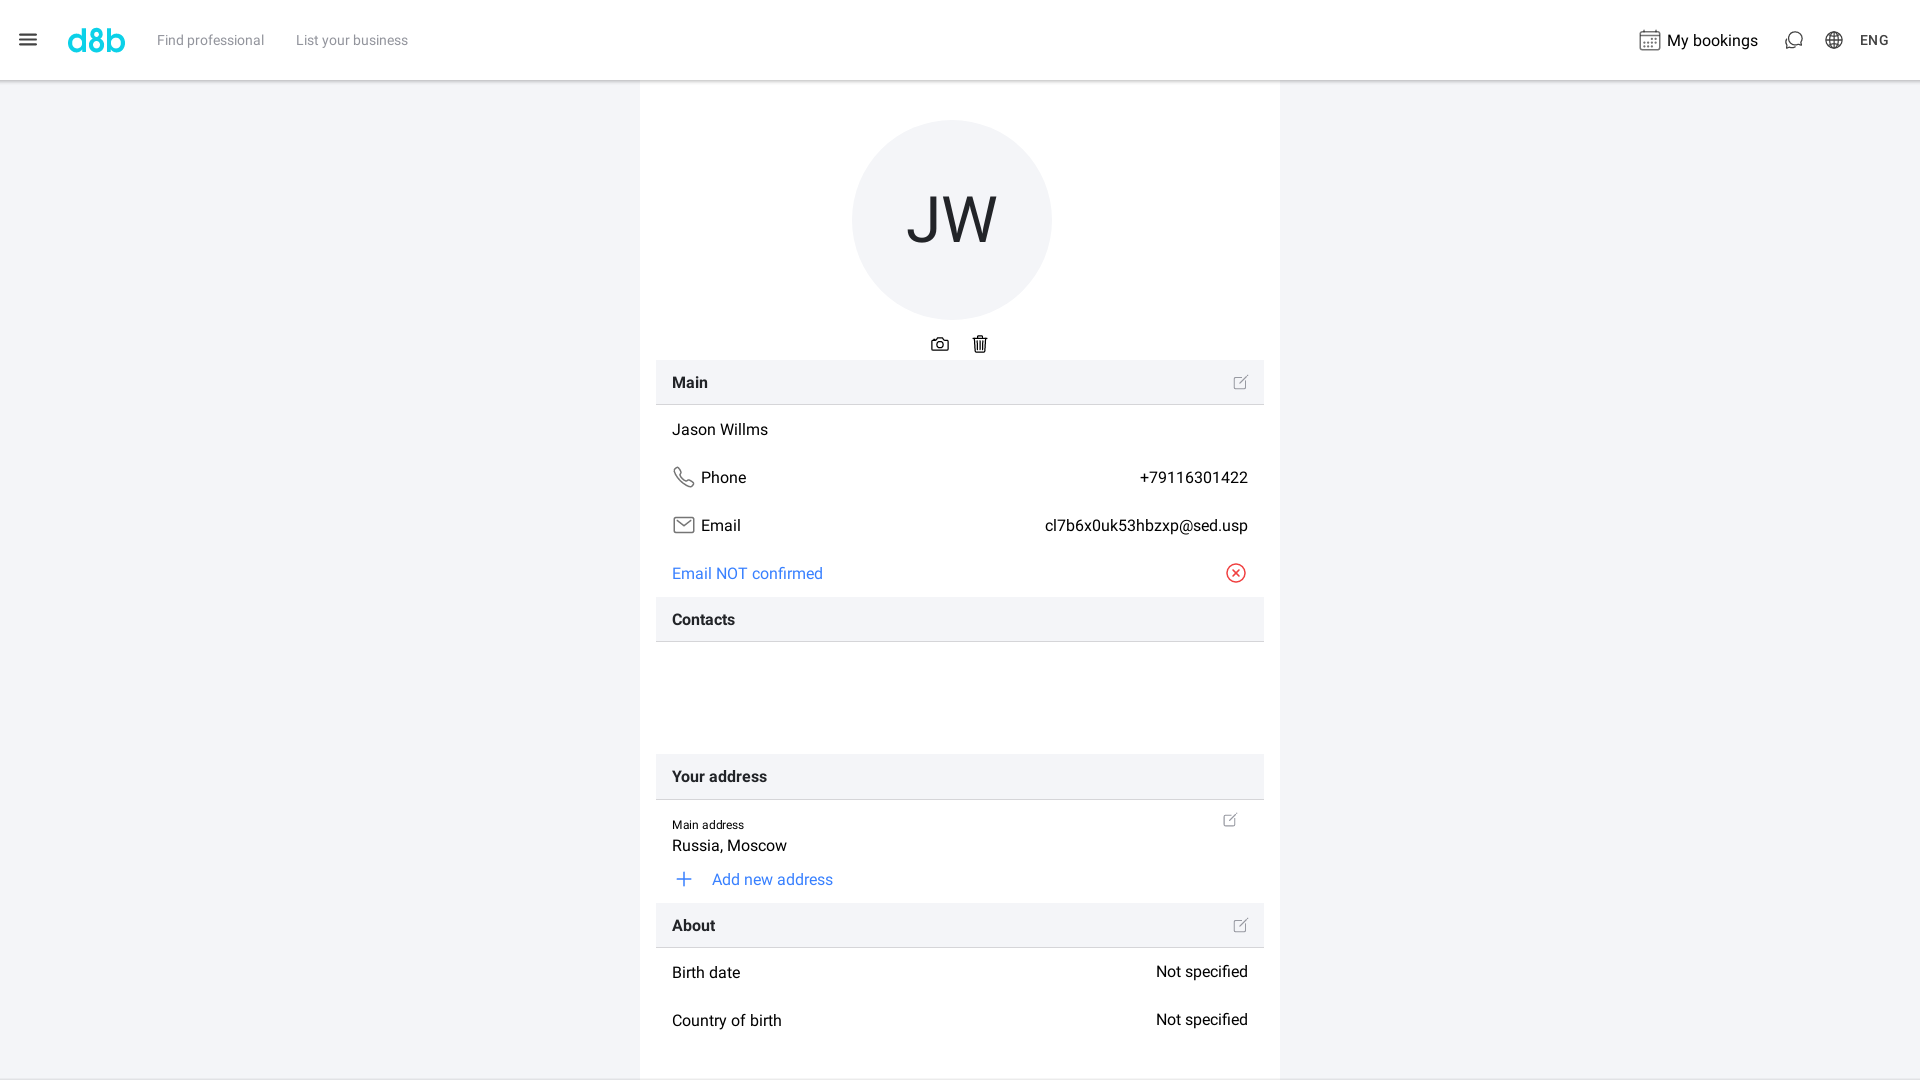 d8b Find professional List your business My bookings ENG
JW
Main
Jason Willms
Phone +79116301422
Email cl7b6x0uk53hbzxp@sed.usp
Email NOT confirmed
Contacts
Your address
Main address
Russia, Moscow
Add new address
About
Birth date Not specified
Country of birth Not specified